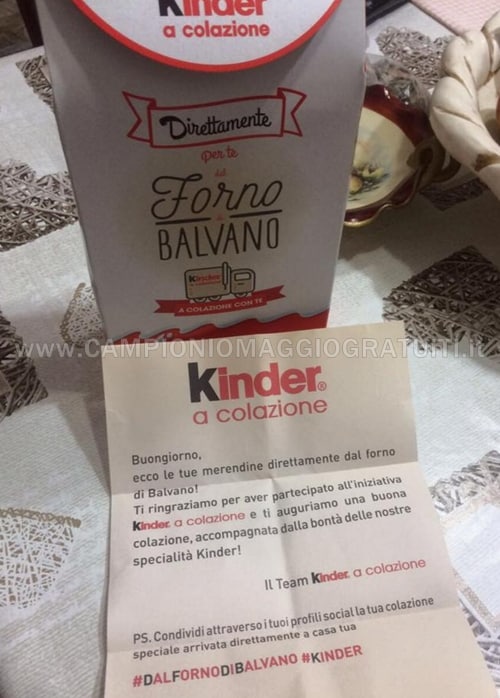 Kinder
a colazione
Direttamente
per te
dal
Forno
di
BALVANO
Kinder
A COLAZIONE CON TE
www.CAMPIONIOMAGGIOGRATUITI.it
Kinder®
a colazione
Buongiorno,
ecco le tue merendine direttamente dal forno
di Balvano!
Ti ringraziamo per aver partecipato all'iniziativa
Kinder a colazione e ti auguriamo una buona
colazione, accompagnata dalla bontà delle nostre
specialità Kinder!
Il Team Kinder a colazione
PS. Condividi attraverso i tuoi profili social la tua colazione
speciale arrivata direttamente a casa tua
#DALFORNODIBALVANO #KINDER